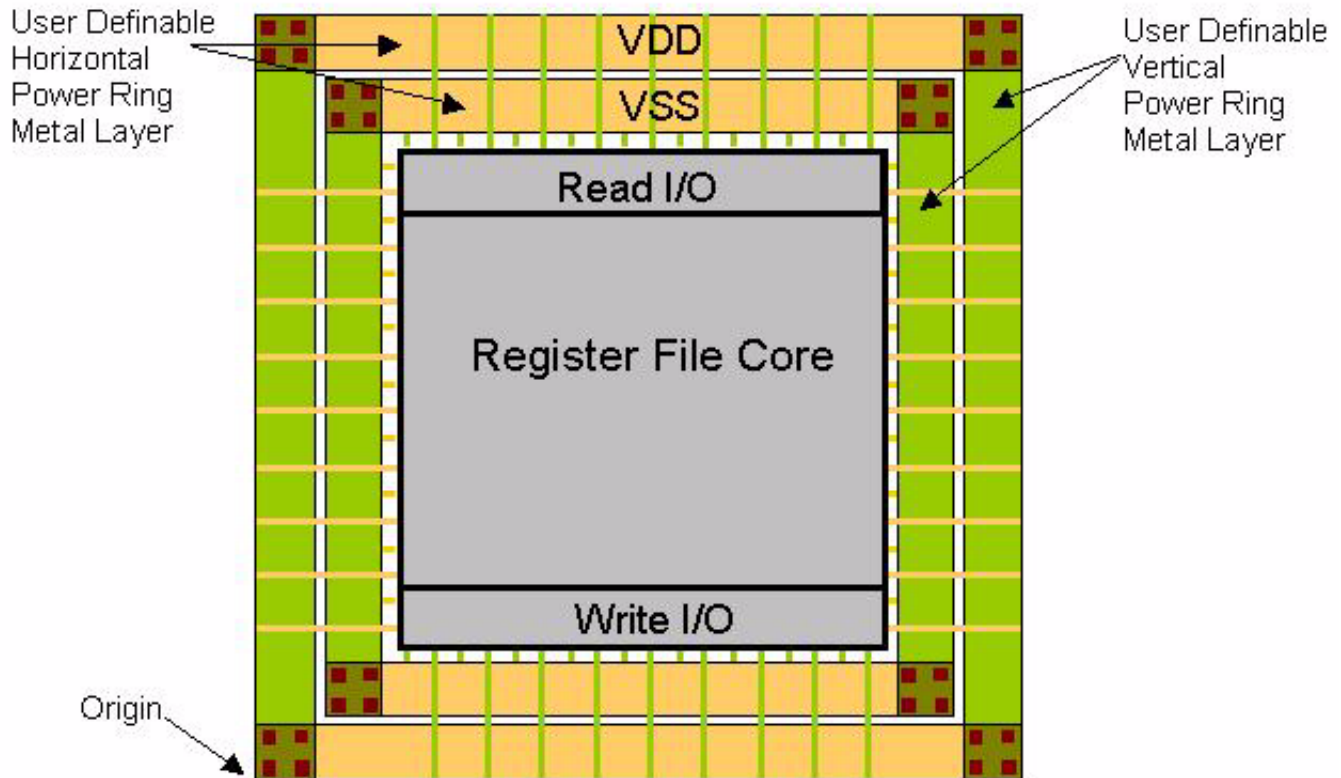 User Definable
Horizontal
Power Ring
Metal Layer
VDD
VSS
User Definable
Vertical
Power Ring
Metal Layer
Read I/O
Register File Core
Write I/O
Origin